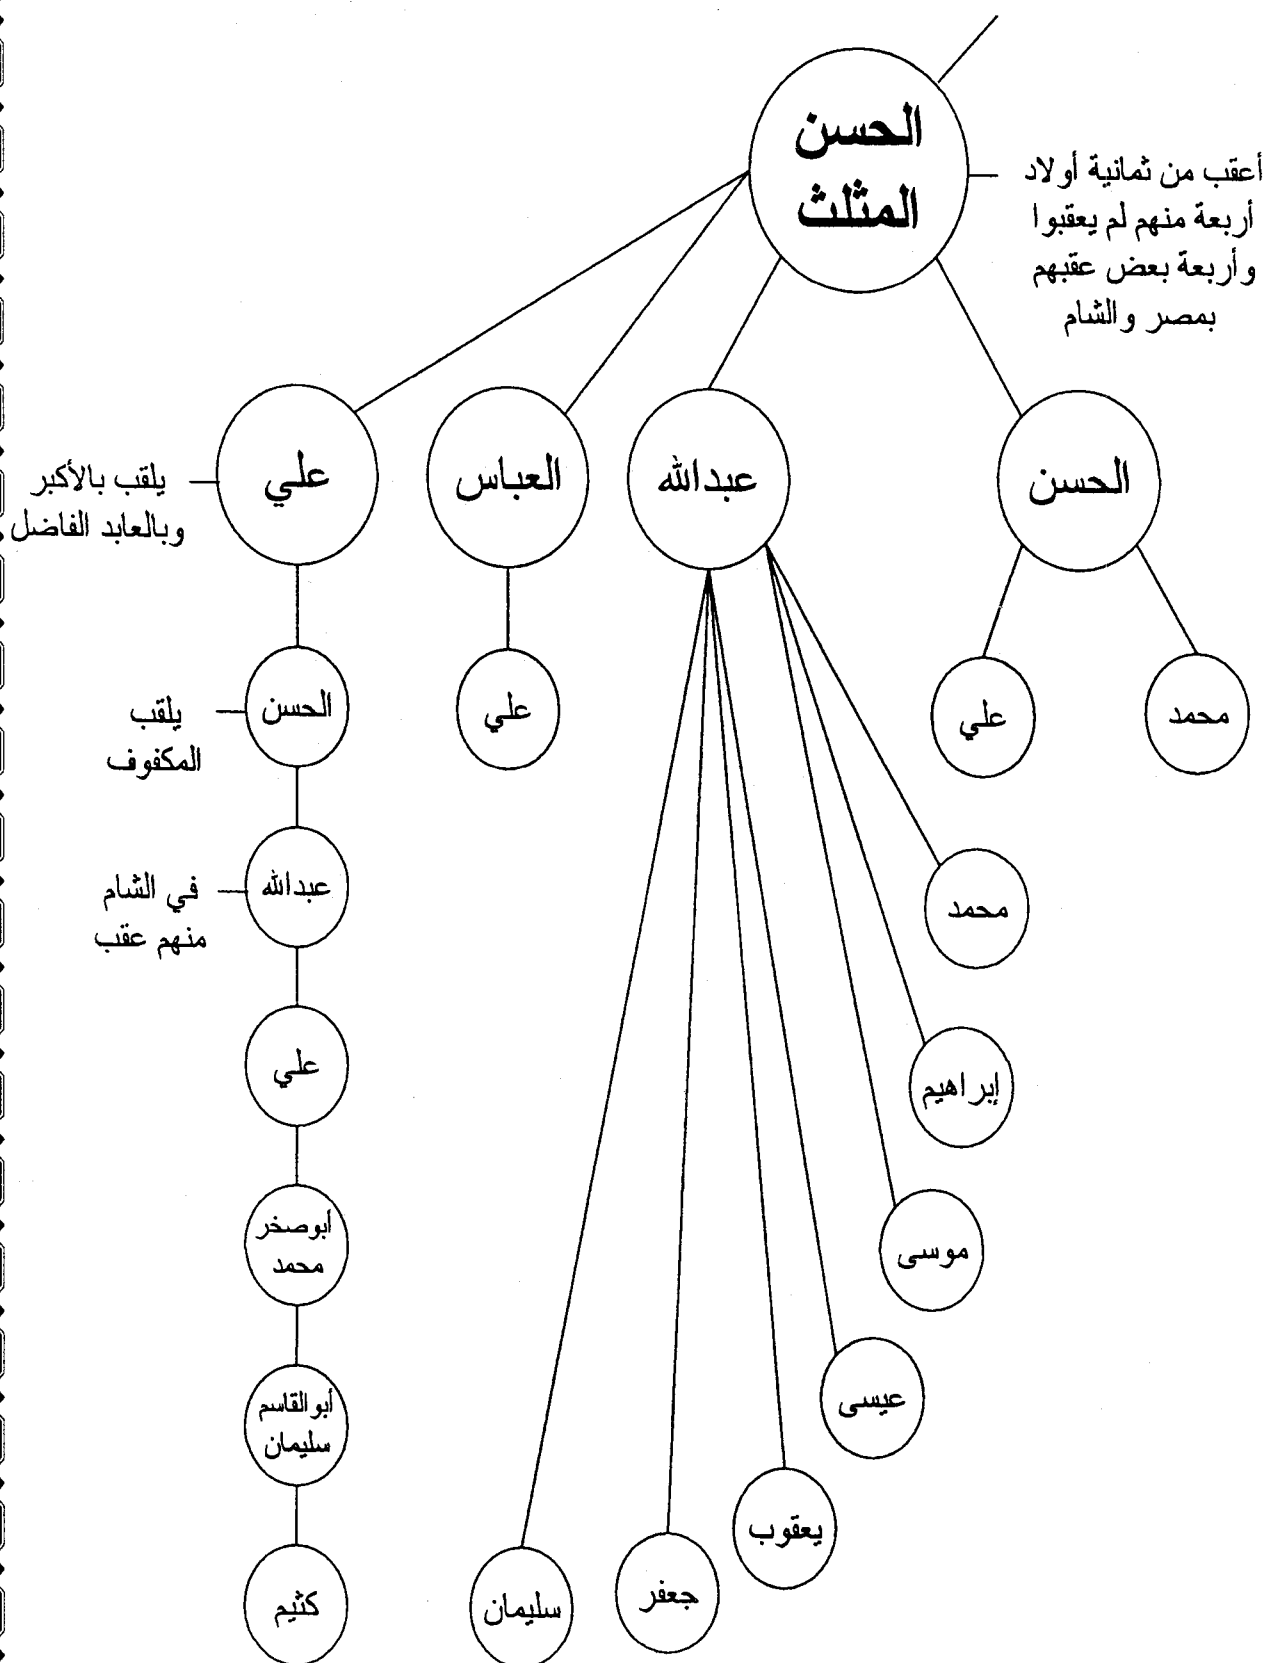 الحسن
المثلث
أعقب من ثمانية أولاد
أربعة منهم لم يعقبوا
وأربعة بعض عقبهم
بمصر والشام
الحسن
عبدالله
العباس
علي
يلقب بالأكبر
وبالعابد الفاضل
محمد
علي
علي
الحسن
يلقب
المكفوف
محمد
عبدالله
في الشام
منهم عقب
إبراهيم
علي
موسى
أبوصخر
محمد
عيسى
أبوالقاسم
سليمان
يعقوب
جعفر
سليمان
كثيم